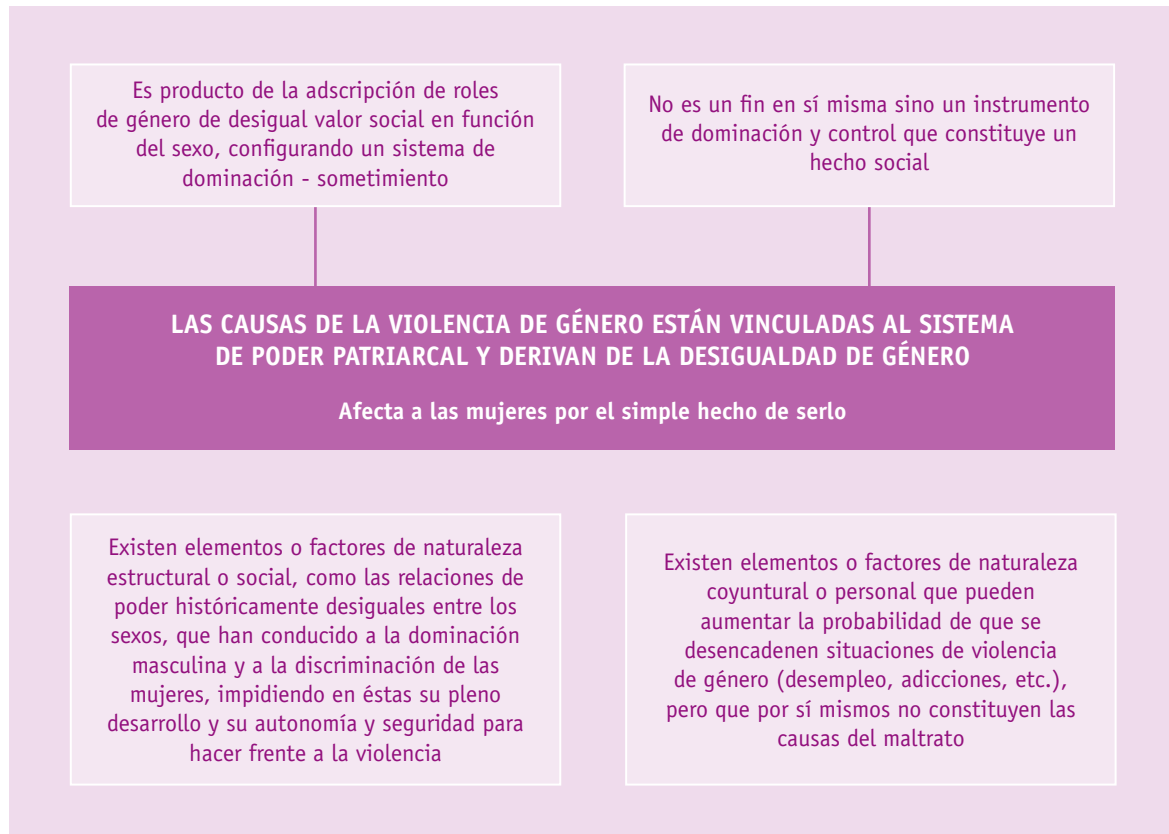 Es producto de la adscripción de roles
de género de desigual valor social en función
del sexo, configurando un sistema de
dominación - sometimiento
No es un fin en sí misma sino un instrumento
de dominación y control que constituye un
hecho social
LAS CAUSAS DE LA VIOLENCIA DE GÉNERO ESTÁN VINCULADAS AL SISTEMA
DE PODER PATRIARCAL Y DERIVAN DE LA DESIGUALDAD DE GÉNERO
Afecta a las mujeres por el simple hecho de serlo
Existen elementos o factores de naturaleza
estructural o social, como las relaciones de
poder históricamente desiguales entre los
sexos, que han conducido a la dominación
masculina y a la discriminación de las
mujeres, impidiendo en éstas su pleno
desarrollo y su autonomía y seguridad para
hacer frente a la violencia
Existen elementos o factores de naturaleza
coyuntural o personal que pueden
aumentar la probabilidad de que se
desencadenen situaciones de violencia
de género (desempleo, adicciones, etc.),
pero que por sí mismos no constituyen las
causas del maltrato